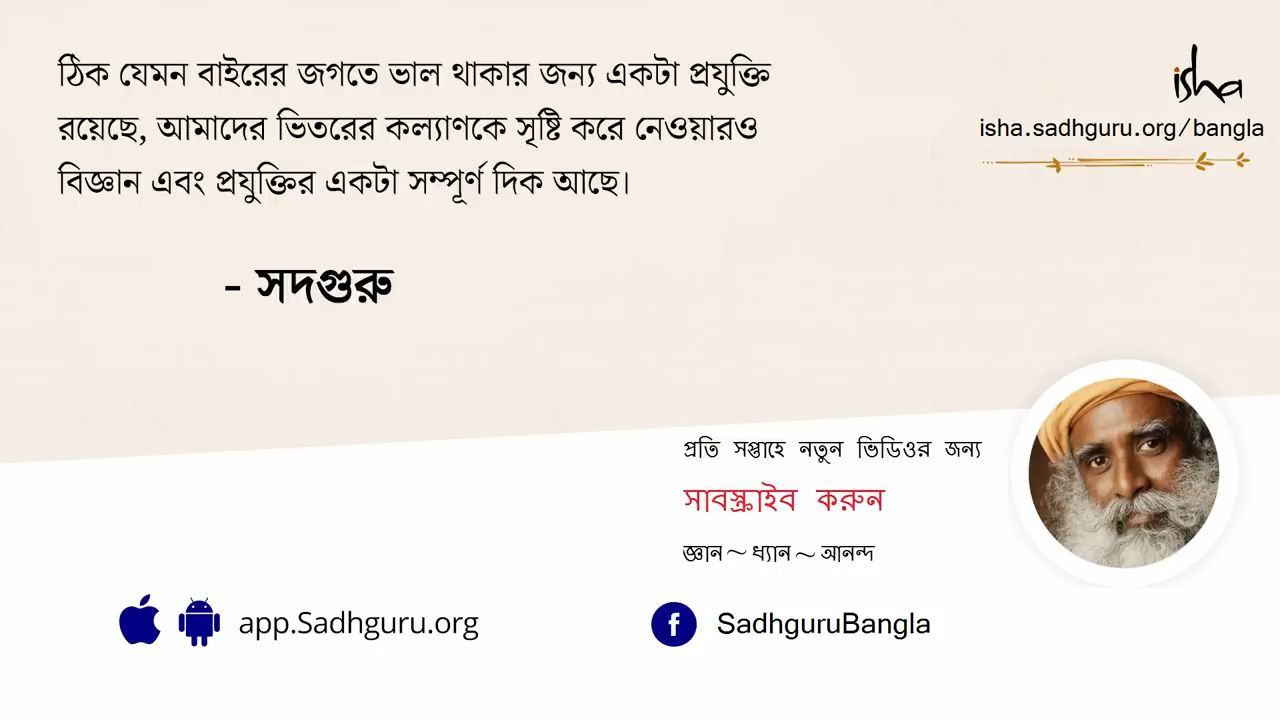 ঠিক যেমন বাইরের জগতে ভাল থাকার জন্য একটা প্রযুক্তি
রয়েছে, আমাদের ভিতরের কল্যাণকে সৃষ্টি করে নেওয়ারও
বিজ্ঞান এবং প্রযুক্তির একটা সম্পূর্ণ দিক আছে।
- সদগুরু
isha
isha.sadhguru.org/bangla
প্রতি সপ্তাহে নতুন ভিডিওর জন্য
সাবস্ক্রাইব করুন
জ্ঞান ~ ধ্যান ~ আনন্দ
app.Sadhguru.org
f SadhguruBangla